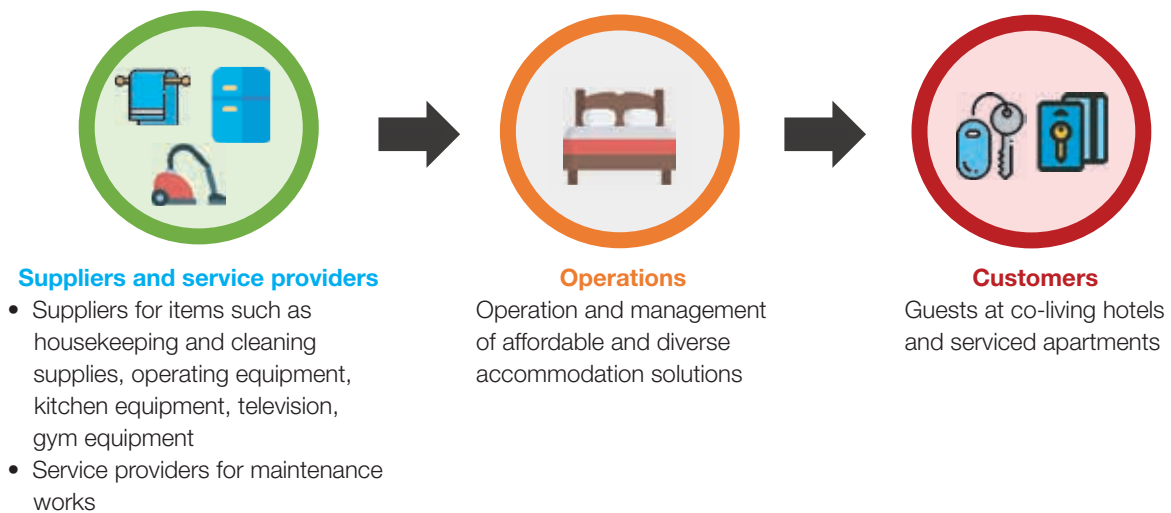 Suppliers and service providers
• Suppliers for items such as
housekeeping and cleaning
supplies, operating equipment,
kitchen equipment, television,
gym equipment
• Service providers for maintenance
works
Operations
Operation and management
of affordable and diverse
accommodation solutions
Customers
Guests at co-living hotels
and serviced apartments